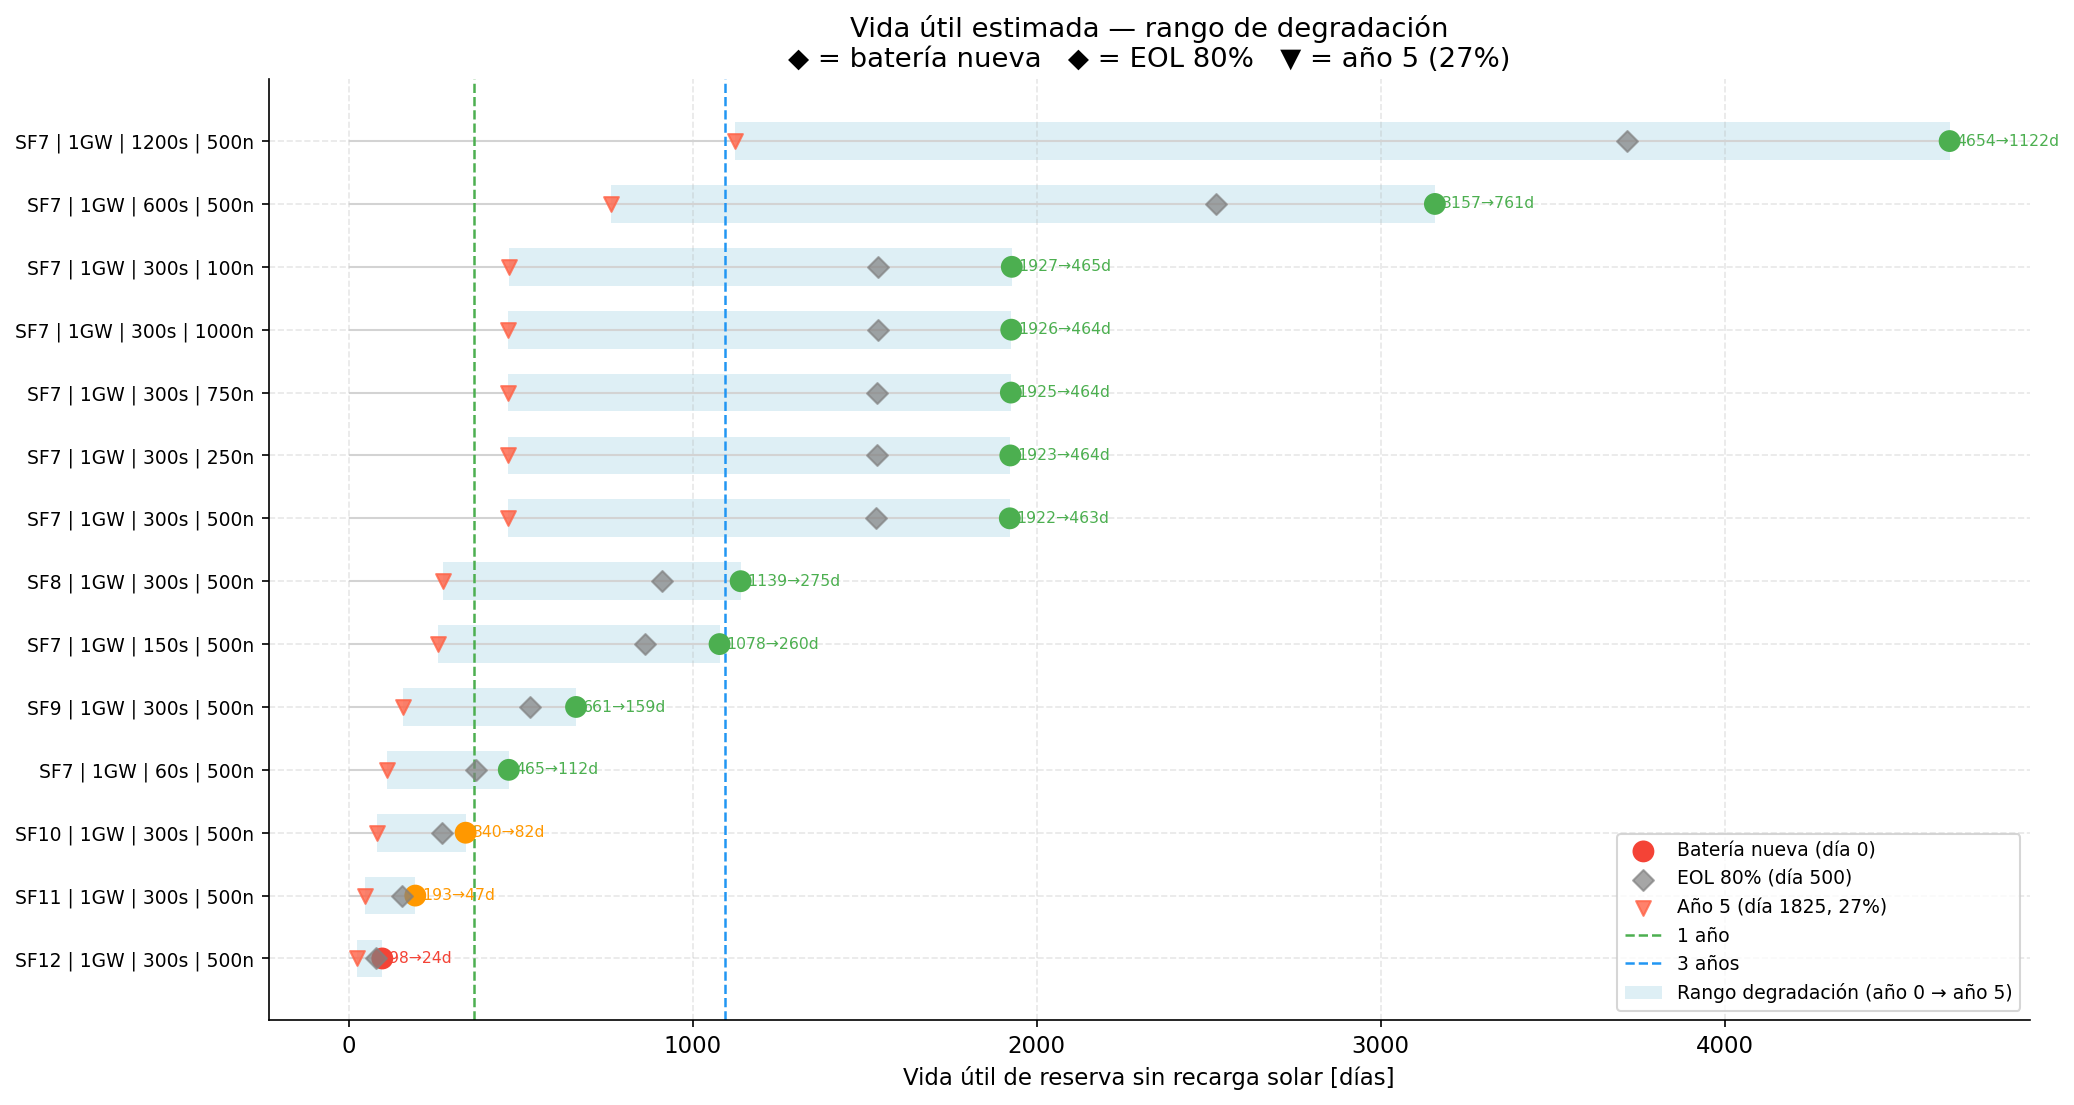 Vida útil estimada — rango de degradación
◆ = batería nueva ◆ = EOL 80% ▼ = año 5 (27%)
SF7 | 1GW | 1200s | 500n
4654→1122d
SF7 | 1GW | 600s | 500n
3157→761d
SF7 | 1GW | 300s | 100n
1927→465d
SF7 | 1GW | 300s | 1000n
1926→464d
SF7 | 1GW | 300s | 750n
1925→464d
SF7 | 1GW | 300s | 250n
1923→464d
SF7 | 1GW | 300s | 500n
1922→463d
SF8 | 1GW | 300s | 500n
1139→275d
SF7 | 1GW | 150s | 500n
1078→260d
SF9 | 1GW | 300s | 500n
661→159d
SF7 | 1GW | 60s | 500n
465→112d
SF10 | 1GW | 300s | 500n
340→82d
SF11 | 1GW | 300s | 500n
193→47d
SF12 | 1GW | 300s | 500n
98→24d
Batería nueva (día 0)
EOL 80% (día 500)
Año 5 (día 1825, 27%)
1 año
3 años
Rango degradación (año 0 → año 5)
0 1000 2000 3000 4000
Vida útil de reserva sin recarga solar [días]